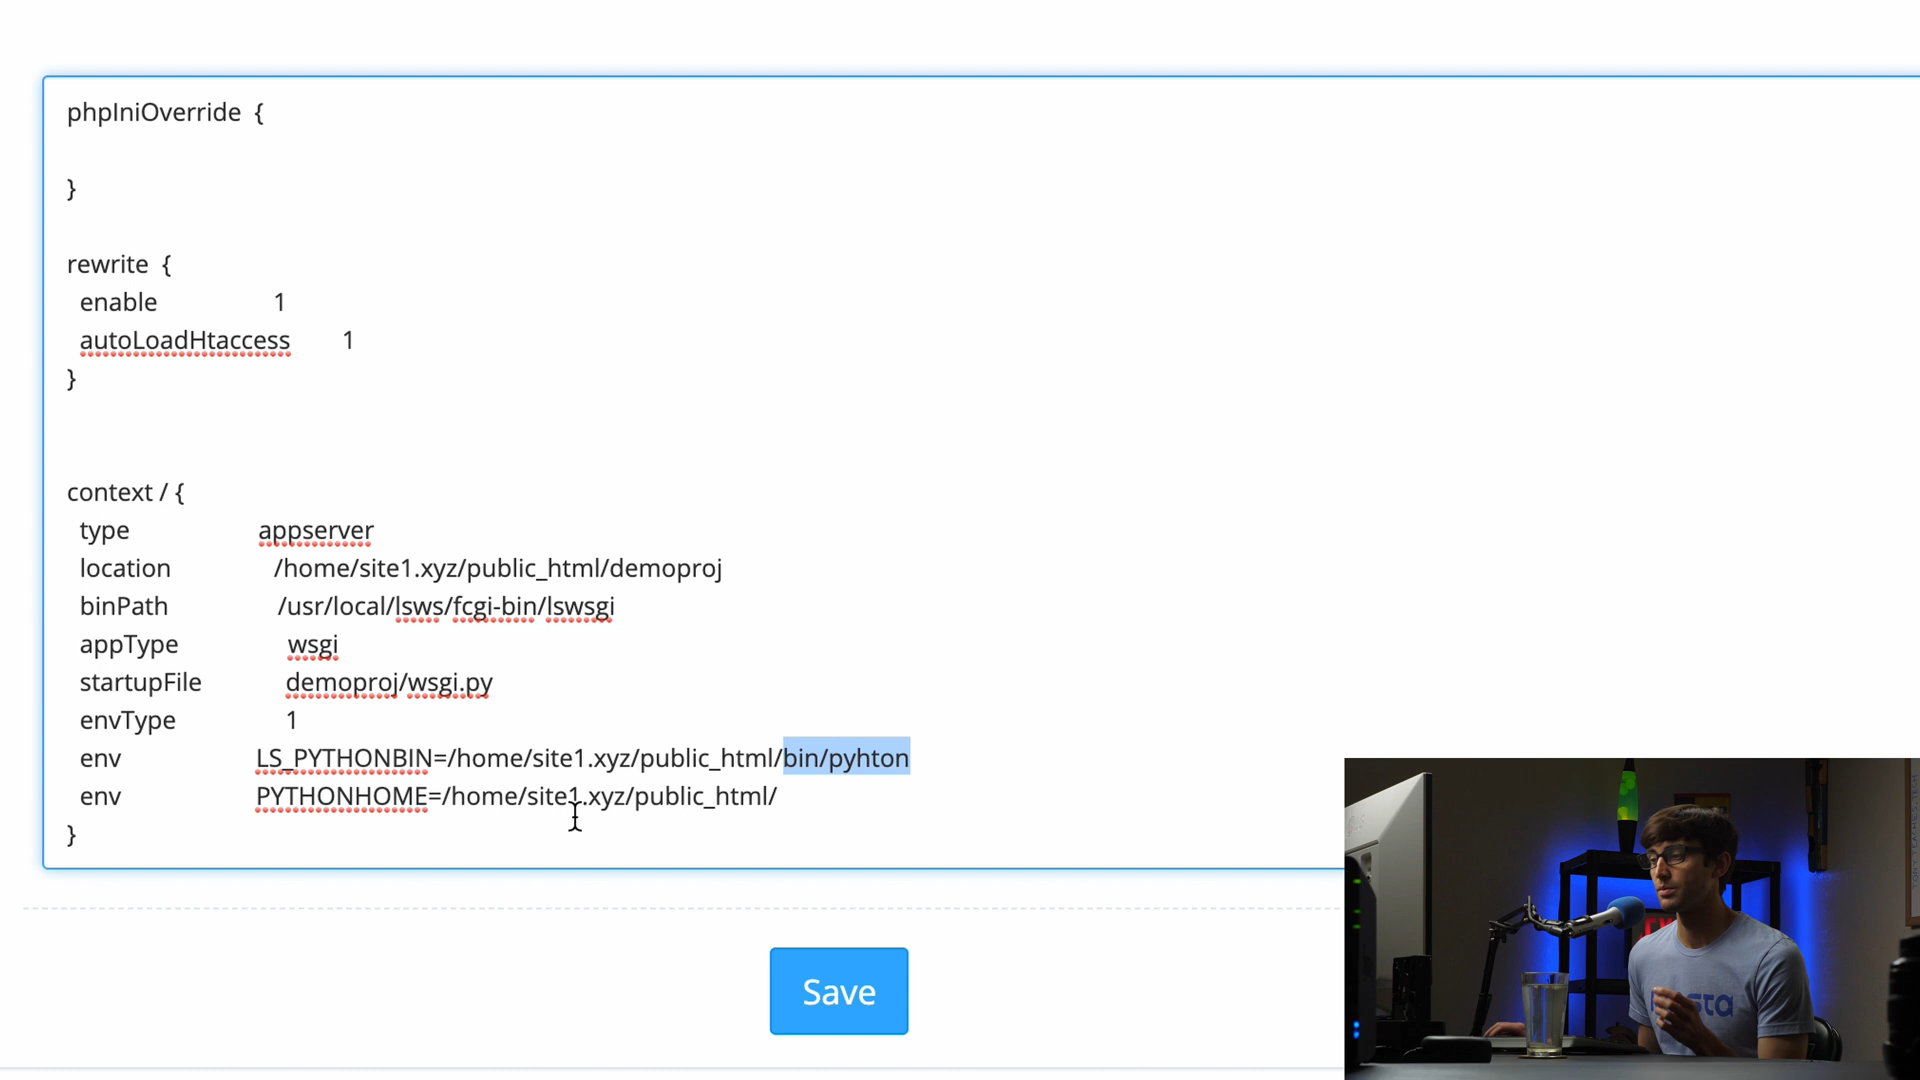 phpIniOverride {
}
rewrite {
enable 1
autoLoadHtaccess 1
}
context / {
type appserver
location /home/site1.xyz/public_html/demoproj
binPath /usr/local/lsws/fcgi-bin/lswsgi
appType wsgi
startupFile demoproj/wsgi.py
envType 1
env LS_PYTHONBIN=/home/site1.xyz/public_html/bin/pyhton
env PYTHONHOME=/home/site1.xyz/public_html/
}
Save